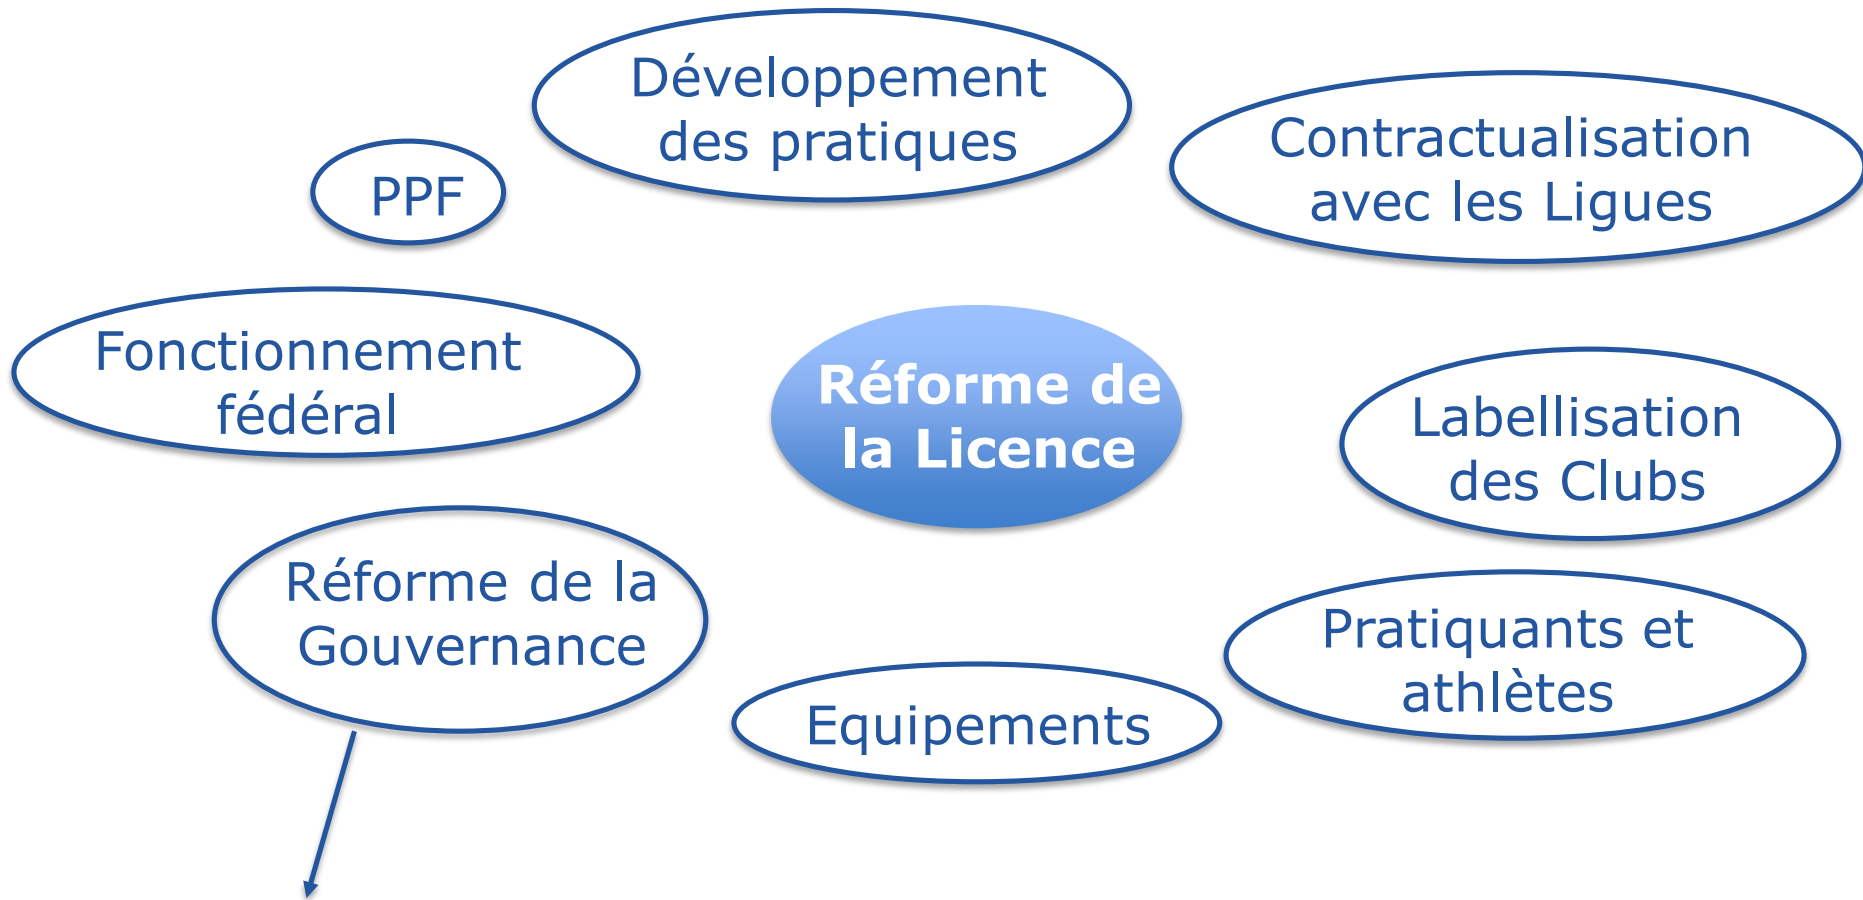 Développement
des pratiques
Contractualisation
avec les Ligues
PPF
Fonctionnement
fédéral
Réforme de
la Licence
Labellisation
des Clubs
Réforme de la
Gouvernance
Pratiquants et
athlètes
Equipements